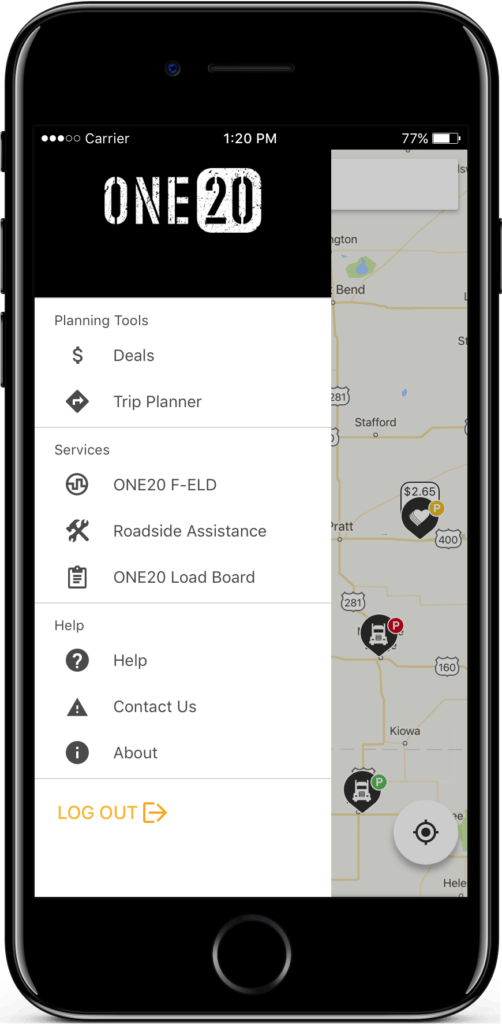 Carrier
1:20 PM
77%
ONE20
Planning Tools
Deals
Trip Planner
Services
ONE20 F-ELD
Roadside Assistance
ONE20 Load Board
Help
Help
Contact Us
About
LOG OUT
ngton
Bend
281
Stafford
$2.65
P
Pratt
400
281
P
160
Kiowa
P
Hele